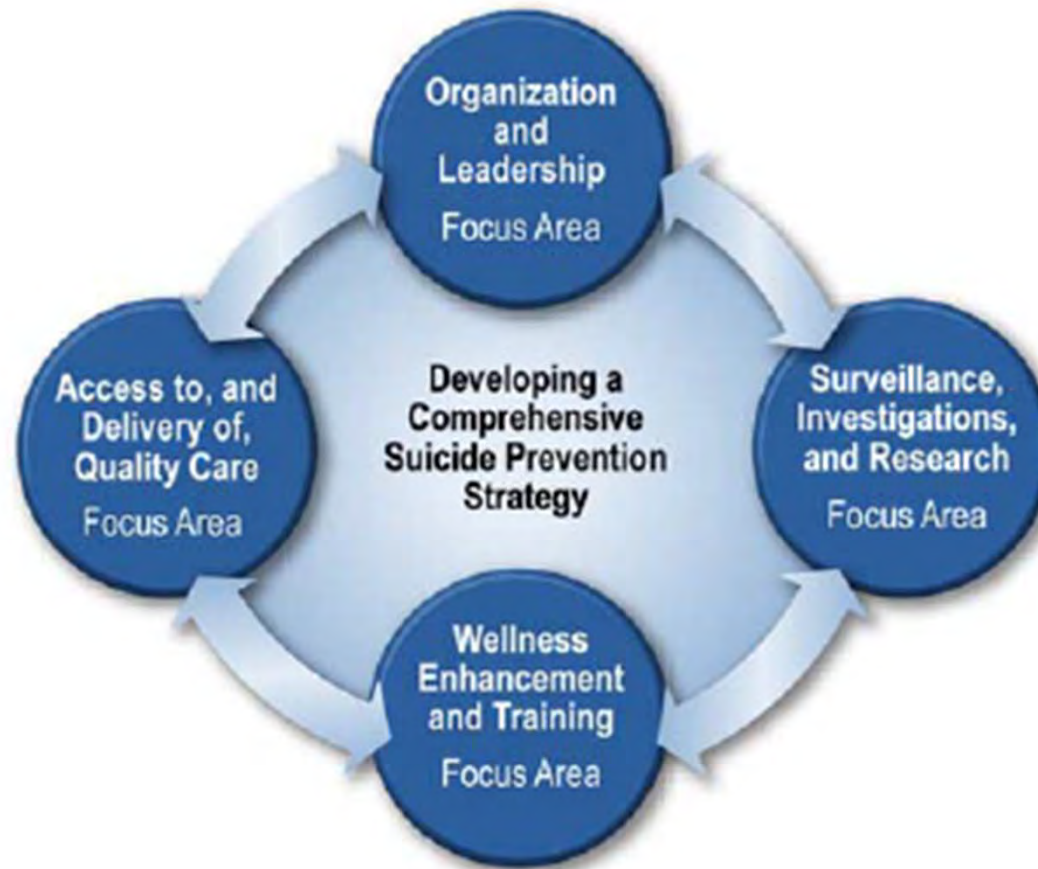 Organization
and
Leadership
Focus Area
Access to, and
Delivery of,
Quality Care
Focus Area
Developing a
Comprehensive
Suicide Prevention
Strategy
Surveillance,
Investigations,
and Research
Focus Area
Wellness
Enhancement
and Training
Focus Area